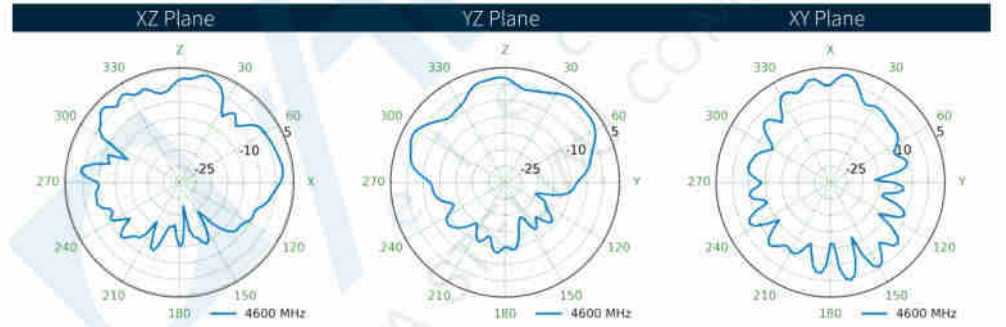 XZ Plane YZ Plane XY Plane
Z Z X
330 30 330 30 330 30
300 60 300 60 300 60
5 5 5
-10 -10 -10
-25 -25 -25
270 X 270 Y 270 Y
240 120 240 120 240 120
210 150 210 150 210 150
180 4600 MHz 180 4600 MHz 180 4600 MHz